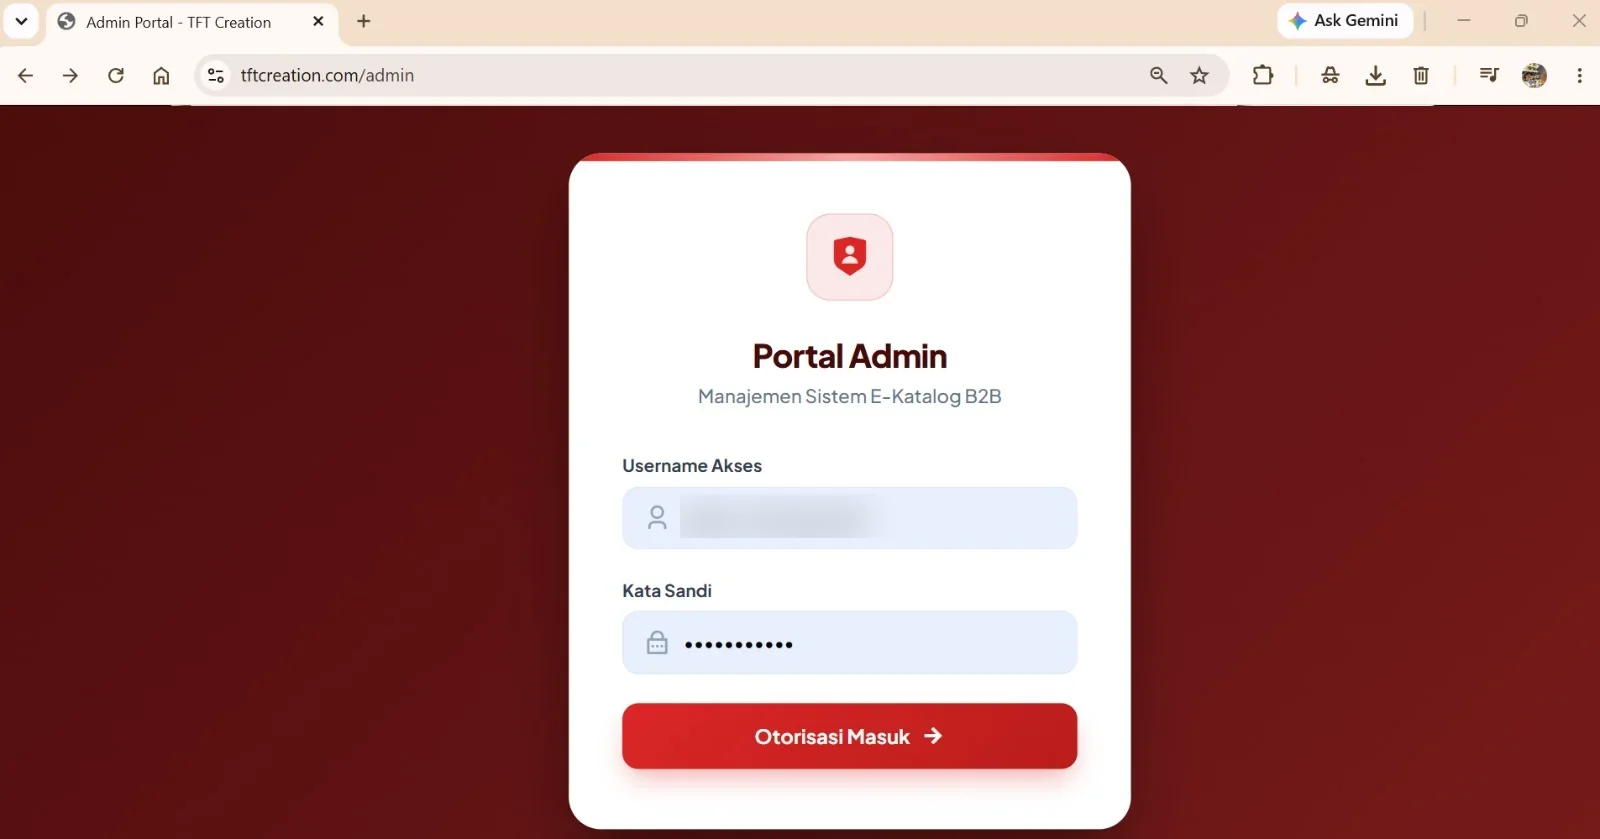 Admin Portal - TFT Creation
Ask Gemini
tftcreation.com/admin
Portal Admin
Manajemen Sistem E-Katalog B2B
Username Akses
Kata Sandi
•••••••••••
Otorisasi Masuk →